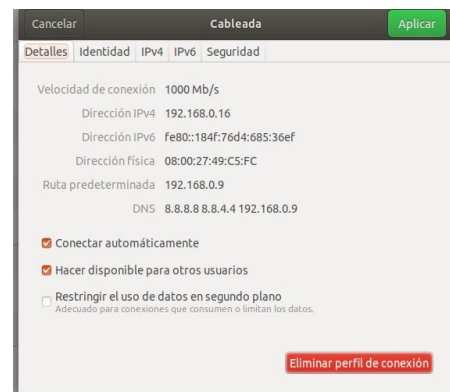 Cancelar Cableada Aplicar
Detalles Identidad IPv4 IPv6 Seguridad
Velocidad de conexión 1000 Mb/s
Dirección IPv4 192.168.0.16
Dirección IPv6 fe80::184f:76d4:685:36ef
Dirección física 08:00:27:49:C5:FC
Ruta predeterminada 192.168.0.9
DNS 8.8.8.8 8.8.4.4 192.168.0.9
Conectar automáticamente
Hacer disponible para otros usuarios
Restringir el uso de datos en segundo plano
Adecuado para conexiones que consumen o limitan los datos.
Eliminar perfil de conexión